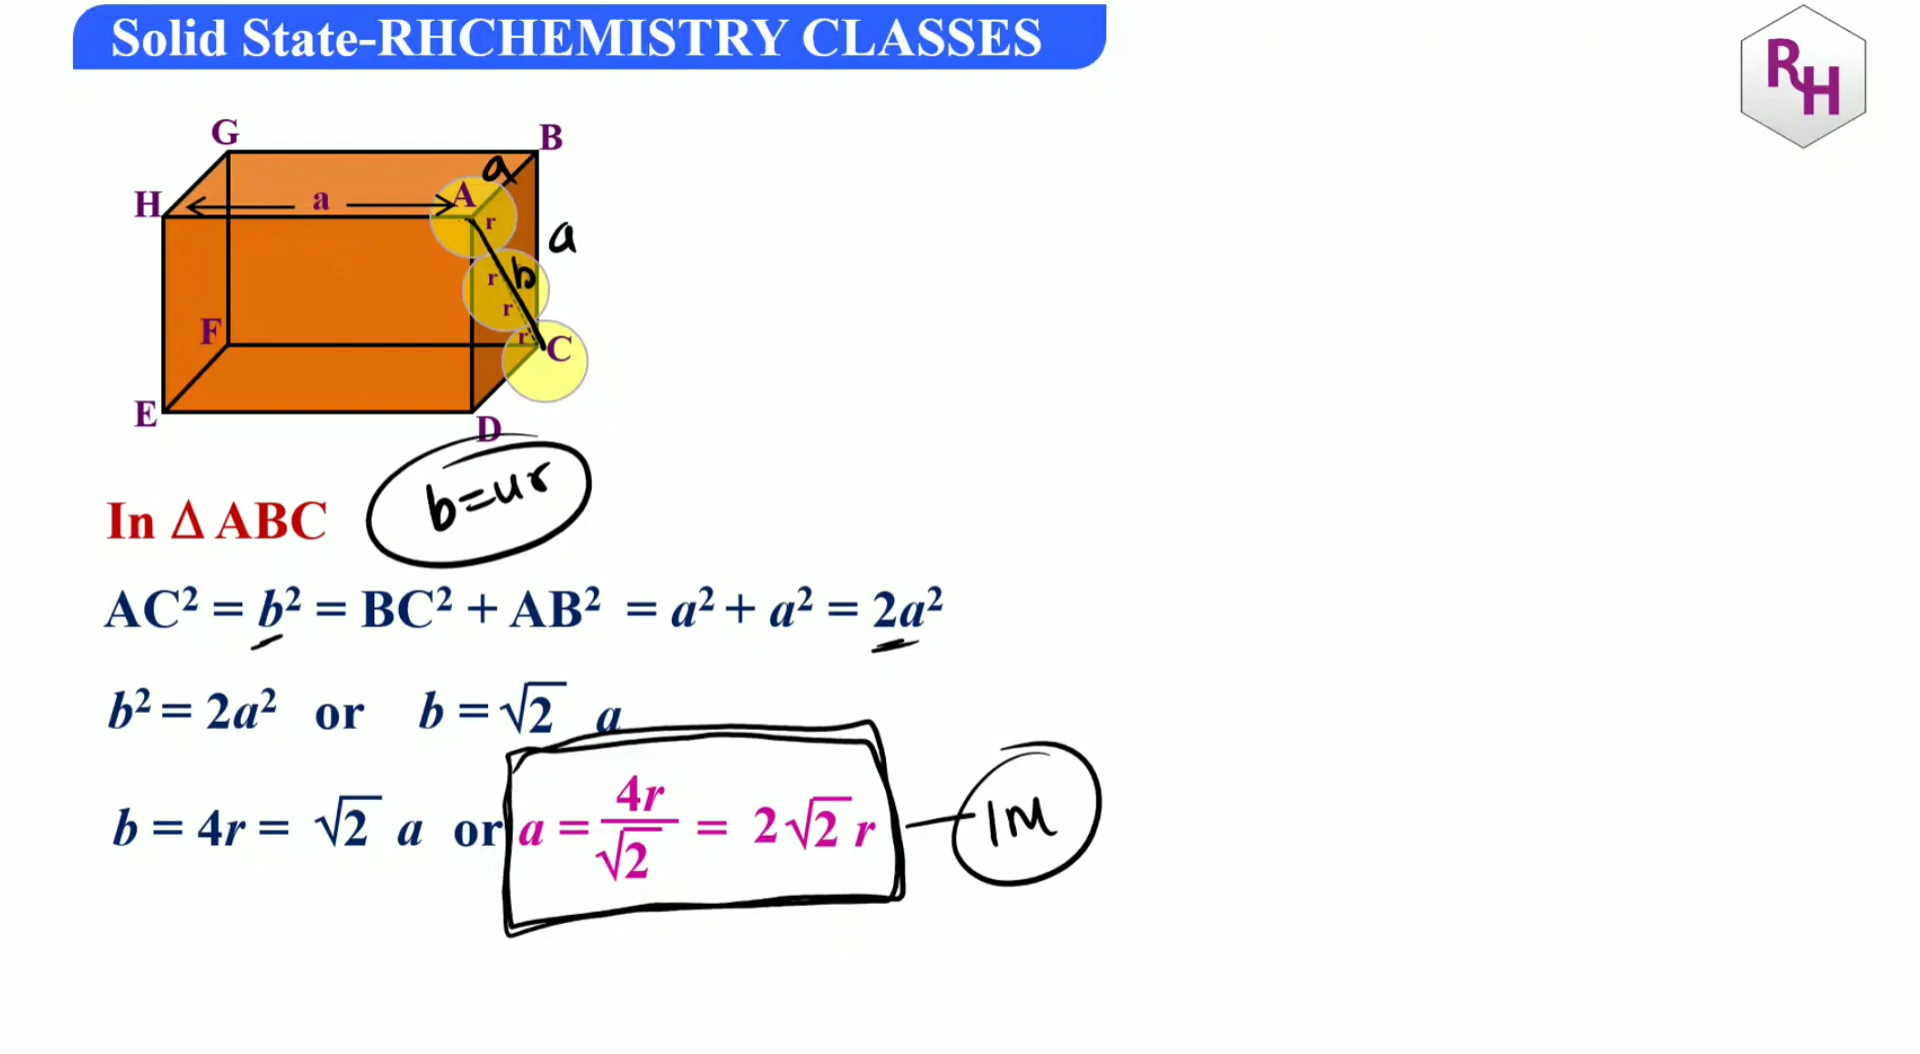 Solid State-RHCHEMISTRY CLASSES
RH
G
B
a
H
a
A
r
a
r
b
r
F
r
C
E
D
b=4r
In Δ ABC
AC² = b² = BC² + AB² = a² + a² = 2a²
b² = 2a² or b = √2 a
b = 4r = √2 a or a = 4r/√2 = 2√2 r
1M